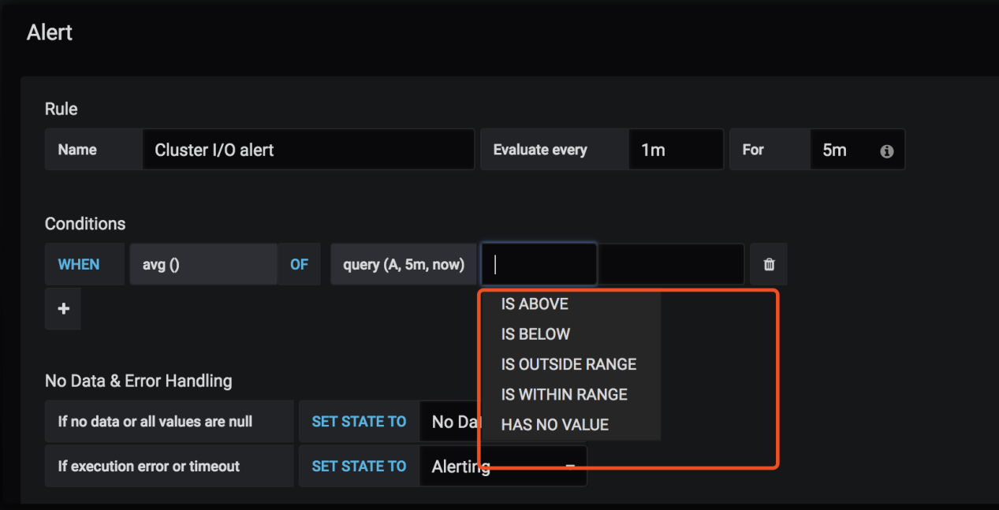 Alert
Rule
Name Cluster I/O alert Evaluate every 1m For 5m
Conditions
WHEN avg () OF query (A, 5m, now)
+
IS ABOVE
IS BELOW
IS OUTSIDE RANGE
IS WITHIN RANGE
HAS NO VALUE
No Data & Error Handling
If no data or all values are null SET STATE TO No Da
If execution error or timeout SET STATE TO Alerting